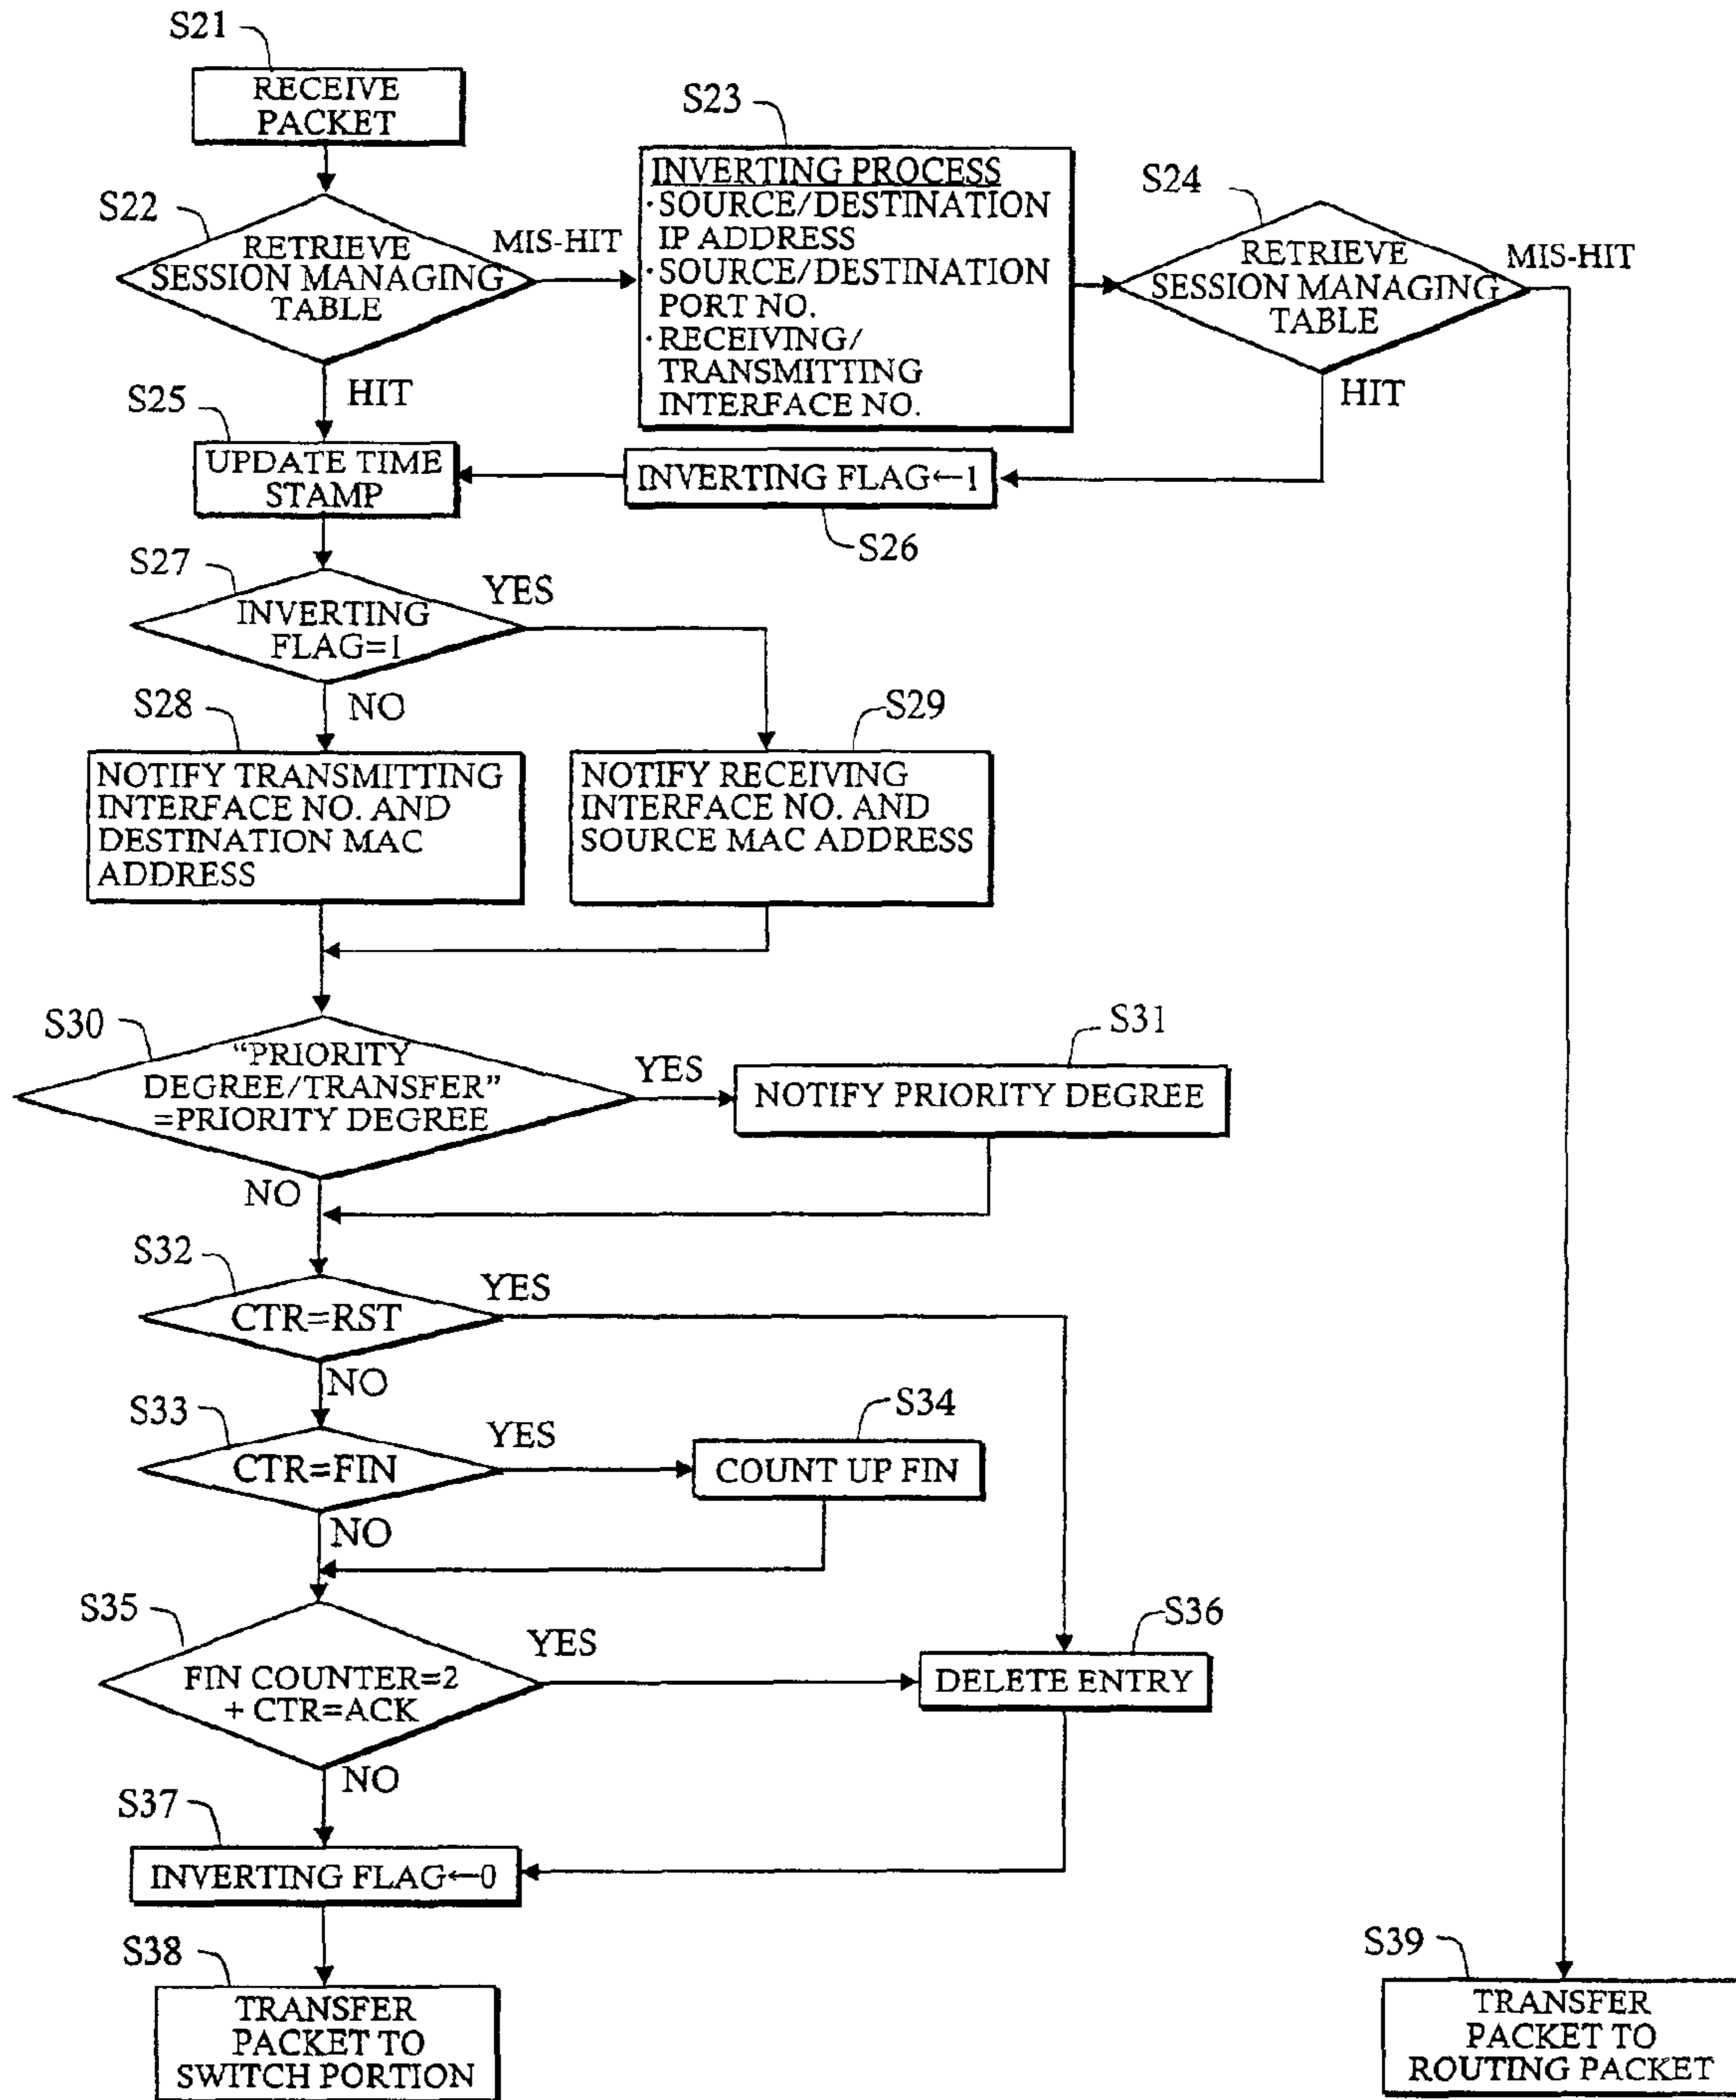 S21
RECEIVE
PACKET
S22
RETRIEVE
SESSION MANAGING
TABLE
MIS-HIT
HIT
S23
INVERTING PROCESS
·SOURCE/DESTINATION
IP ADDRESS
·SOURCE/DESTINATION
PORT NO.
·RECEIVING/
TRANSMITTING
INTERFACE NO.
S24
RETRIEVE
SESSION MANAGING
TABLE
MIS-HIT
HIT
S25
UPDATE TIME
STAMP
INVERTING FLAG←1
S26
S27
INVERTING
FLAG=1
YES
NO
S28
NOTIFY TRANSMITTING
INTERFACE NO. AND
DESTINATION MAC
ADDRESS
S29
NOTIFY RECEIVING
INTERFACE NO. AND
SOURCE MAC ADDRESS
S30
“PRIORITY
DEGREE/TRANSFER”
=PRIORITY DEGREE
YES
NO
S31
NOTIFY PRIORITY DEGREE
S32
CTR=RST
YES
NO
S33
CTR=FIN
YES
NO
S34
COUNT UP FIN
S35
FIN COUNTER=2
+ CTR=ACK
YES
NO
S36
DELETE ENTRY
S37
INVERTING FLAG←0
S38
TRANSFER
PACKET TO
SWITCH PORTION
S39
TRANSFER
PACKET TO
ROUTING PACKET